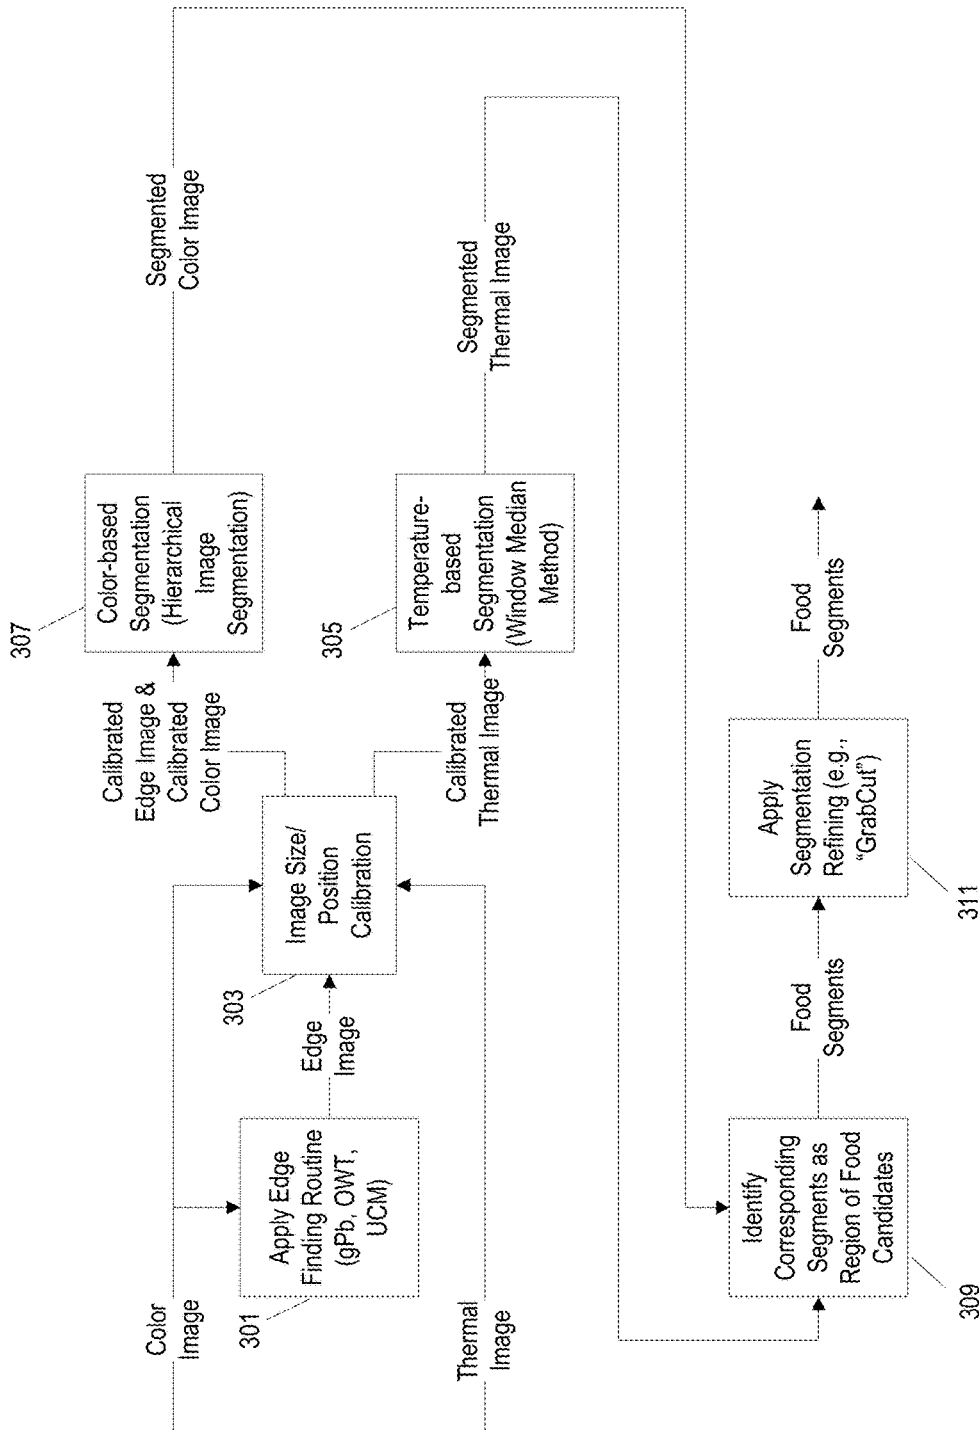 Color
Image
301
Apply Edge
Finding Routine
(gPb, OWT,
UCM)
Edge
Image
Thermal
Image
303
Image Size/
Position
Calibration
Calibrated
Edge Image &
Calibrated
Color Image
307
Color-based
Segmentation
(Hierarchical
Image
Segmentation)
Segmented
Color Image
Calibrated
Thermal Image
305
Temperature-
based
Segmentation
(Window Median
Method)
Segmented
Thermal Image
Identify
Corresponding
Segments as
Region of Food
Candidates
309
Food
Segments
Apply
Segmentation
Refining (e.g.,
“GrabCut”)
311
Food
Segments